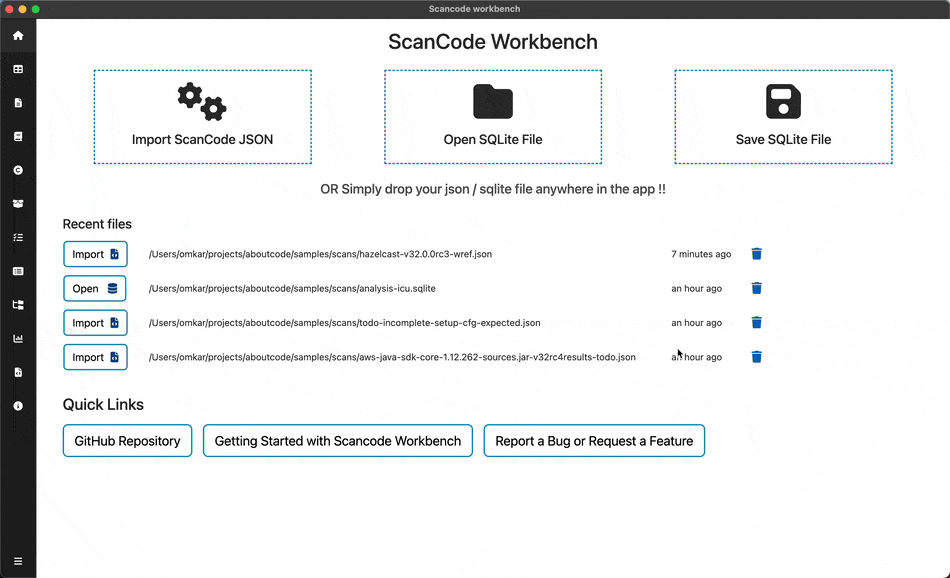 Scancode workbench
ScanCode Workbench
Import ScanCode JSON
Open SQLite File
Save SQLite File
OR Simply drop your json / sqlite file anywhere in the app !!
Recent files
Import /Users/omkar/projects/aboutcode/samples/scans/hazelcast-v32.0.0rc3-wref.json 7 minutes ago
Open /Users/omkar/projects/aboutcode/samples/scans/analysis-icu.sqlite an hour ago
Import /Users/omkar/projects/aboutcode/samples/scans/todo-incomplete-setup-cfg-expected.json an hour ago
Import /Users/omkar/projects/aboutcode/samples/scans/aws-java-sdk-core-1.12.262-sources.jar-v32rc4results-todo.json an hour ago
Quick Links
GitHub Repository
Getting Started with Scancode Workbench
Report a Bug or Request a Feature